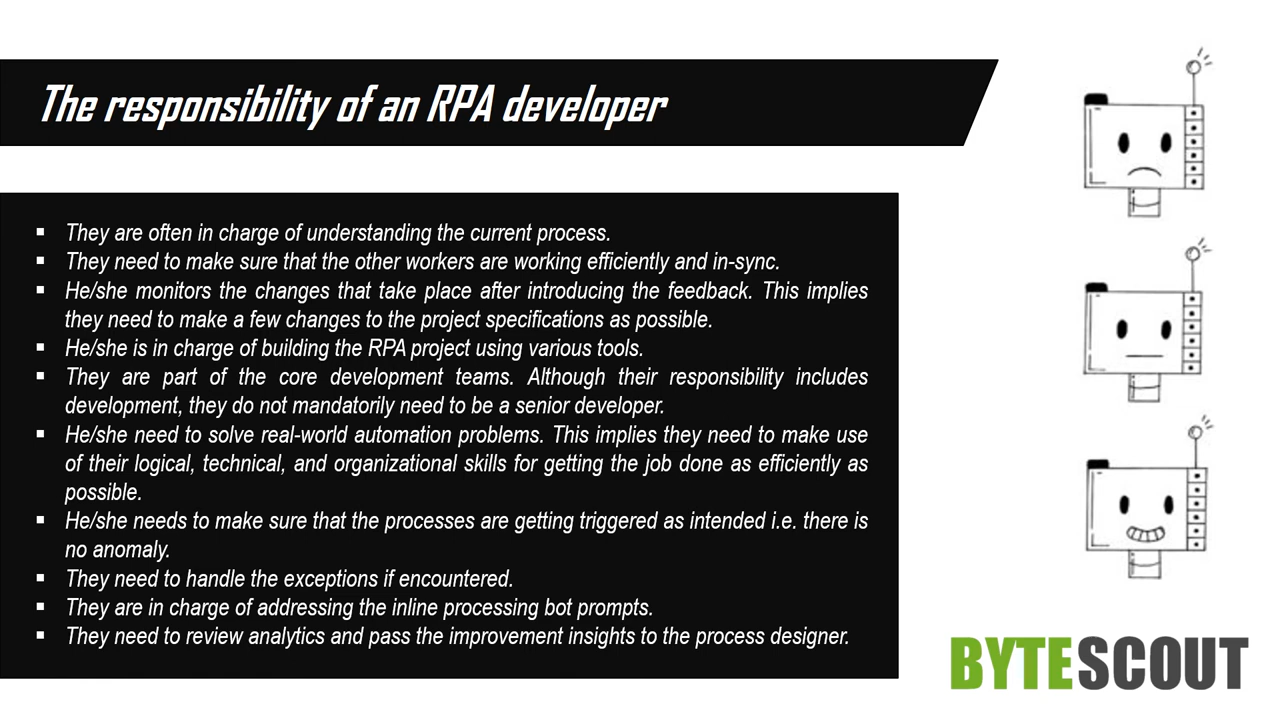 The responsibility of an RPA developer
▪ They are often in charge of understanding the current process.
▪ They need to make sure that the other workers are working efficiently and in-sync.
▪ He/she monitors the changes that take place after introducing the feedback. This implies
they need to make a few changes to the project specifications as possible.
▪ He/she is in charge of building the RPA project using various tools.
▪ They are part of the core development teams. Although their responsibility includes
development, they do not mandatorily need to be a senior developer.
▪ He/she need to solve real-world automation problems. This implies they need to make use
of their logical, technical, and organizational skills for getting the job done as efficiently as
possible.
▪ He/she needs to make sure that the processes are getting triggered as intended i.e. there is
no anomaly.
▪ They need to handle the exceptions if encountered.
▪ They are in charge of addressing the inline processing bot prompts.
▪ They need to review analytics and pass the improvement insights to the process designer.
BYTESCOUT